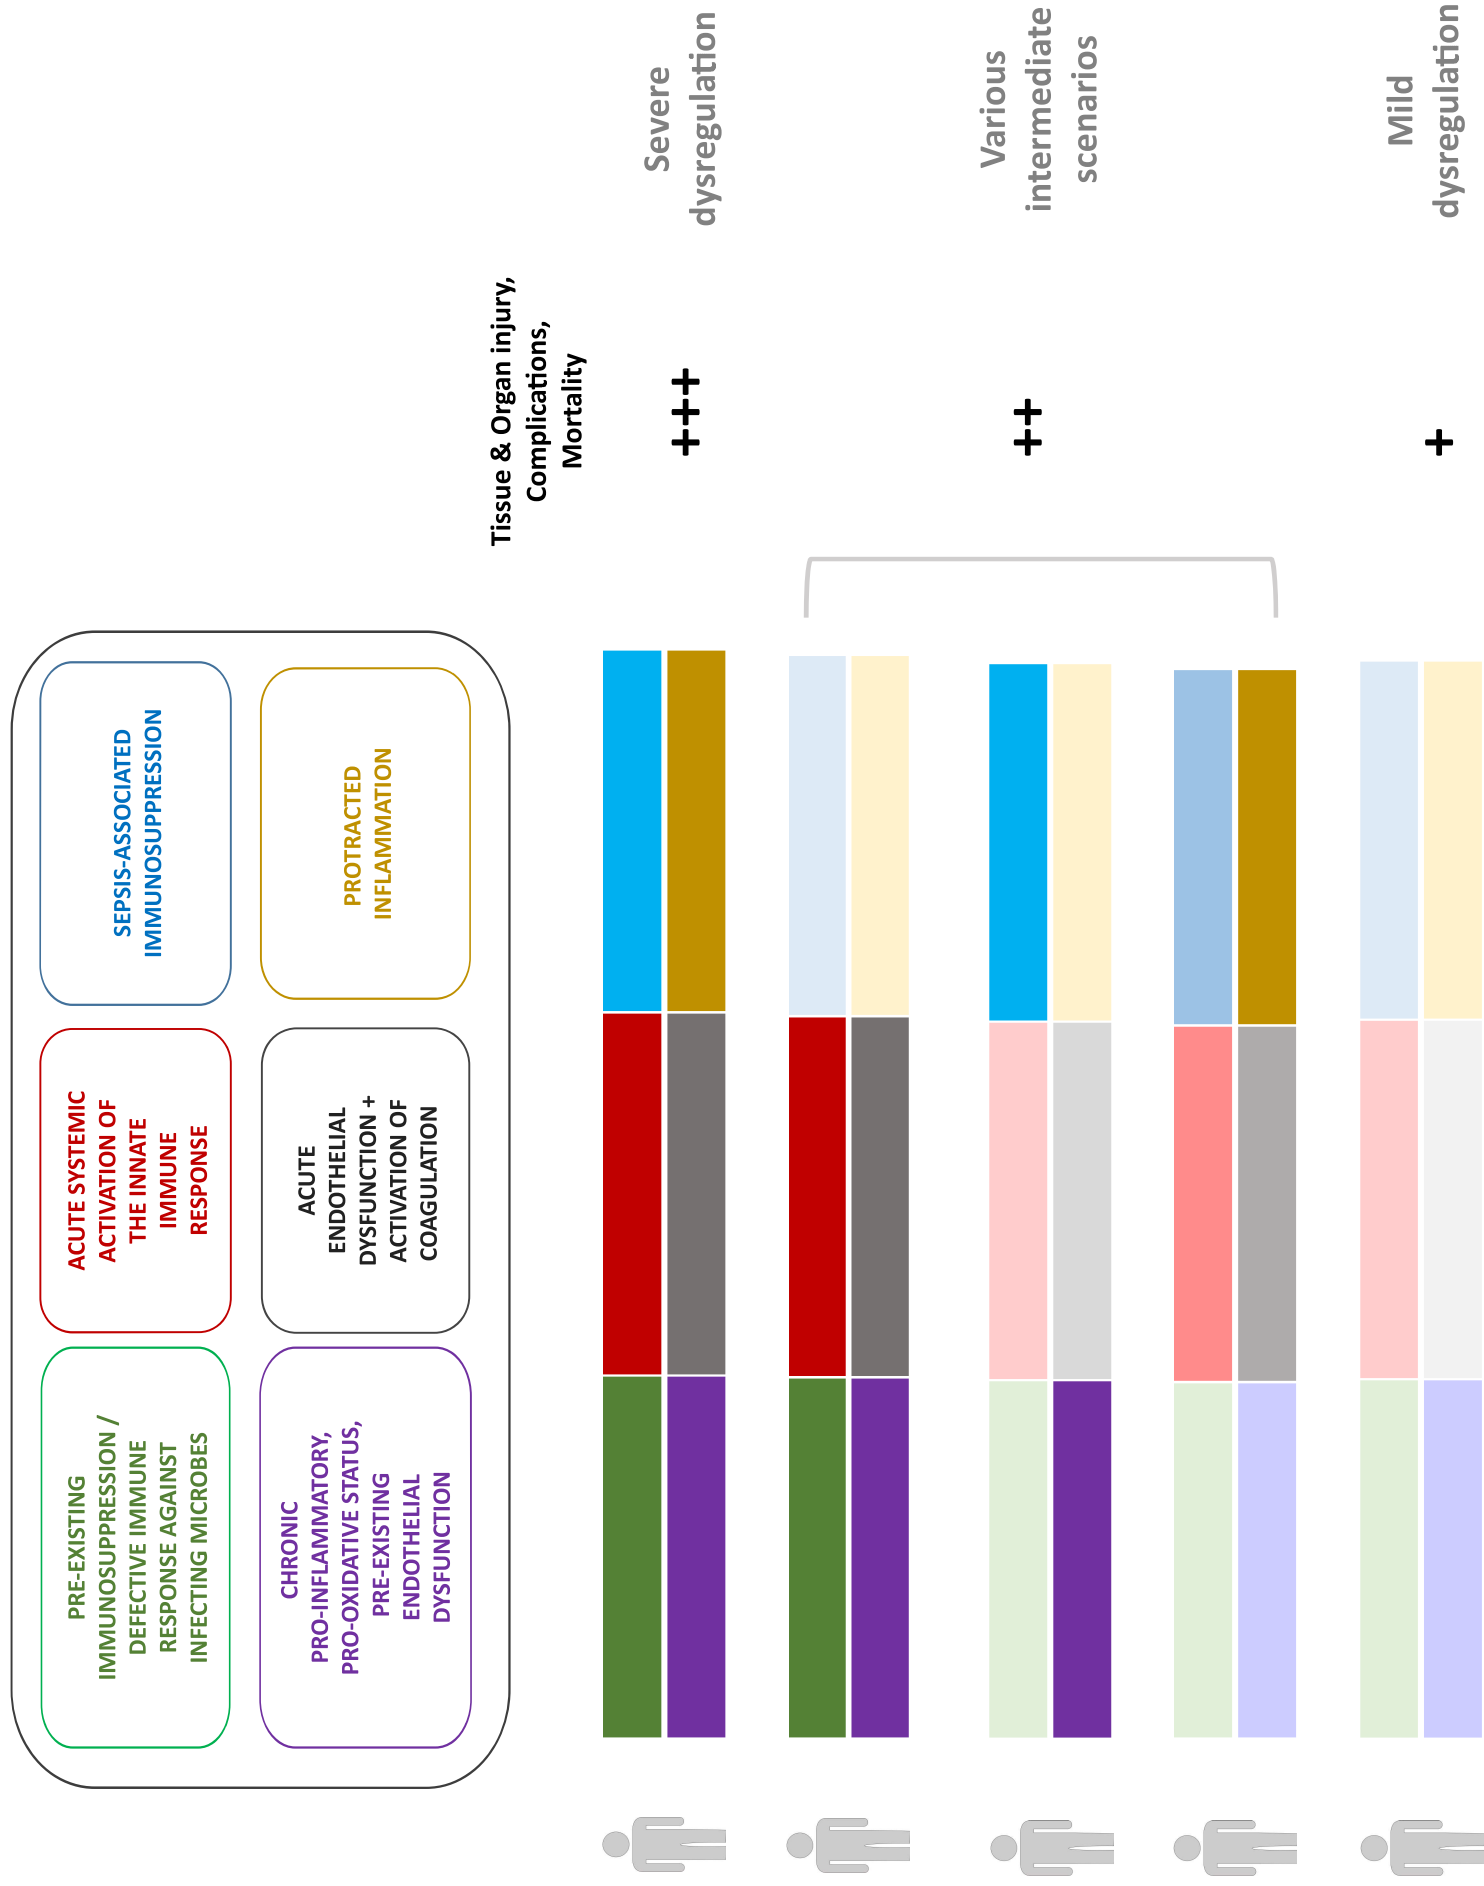 PRE-EXISTING
IMMUNOSUPPRESSION /
DEFECTIVE IMMUNE
RESPONSE AGAINST
INFECTING MICROBES
ACUTE SYSTEMIC
ACTIVATION OF
THE INNATE
IMMUNE
RESPONSE
SEPSIS-ASSOCIATED
IMMUNOSUPPRESSION
CHRONIC
PRO-INFLAMMATORY,
PRO-OXIDATIVE STATUS,
PRE-EXISTING
ENDOTHELIAL
DYSFUNCTION
ACUTE
ENDOTHELIAL
DYSFUNCTION +
ACTIVATION OF
COAGULATION
PROTRACTED
INFLAMMATION
Tissue & Organ injury,
Complications,
Mortality
+++
Severe
dysregulation
++
Various
intermediate
scenarios
+
Mild
dysregulation